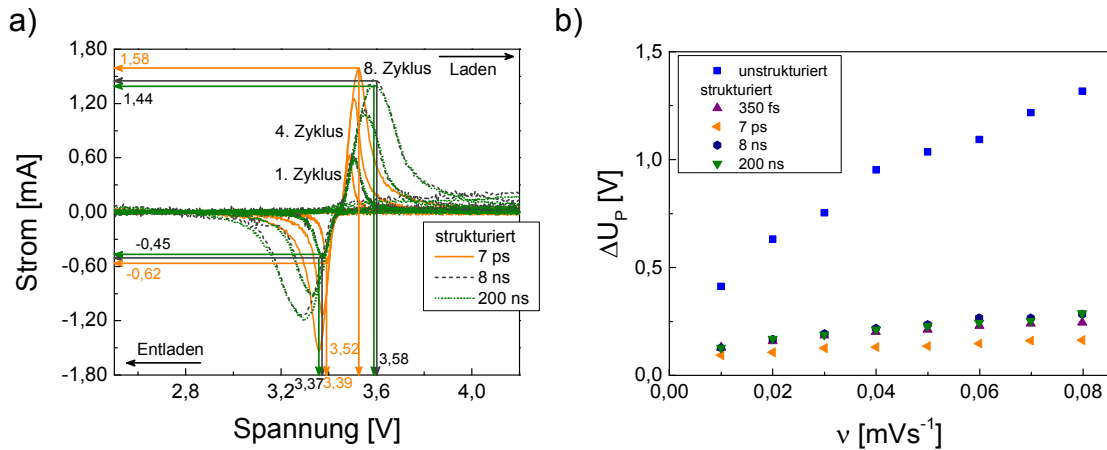 a)
1,80
1,20
0,60
0,00
-0,60
-1,20
-1,80
Strom [mA]
1,58
1,44
-0,45
-0,62
8. Zyklus
4. Zyklus
1. Zyklus
Laden
Entladen
strukturiert
7 ps
8 ns
200 ns
3,37
3,39
3,52
3,58
2,8
3,2
3,6
4,0
Spannung [V]
b)
1,5
1,0
0,5
0,0
ΔU_P [V]
unstrukturiert
strukturiert
350 fs
7 ps
8 ns
200 ns
0,00
0,02
0,04
0,06
0,08
ν [mVs⁻¹]